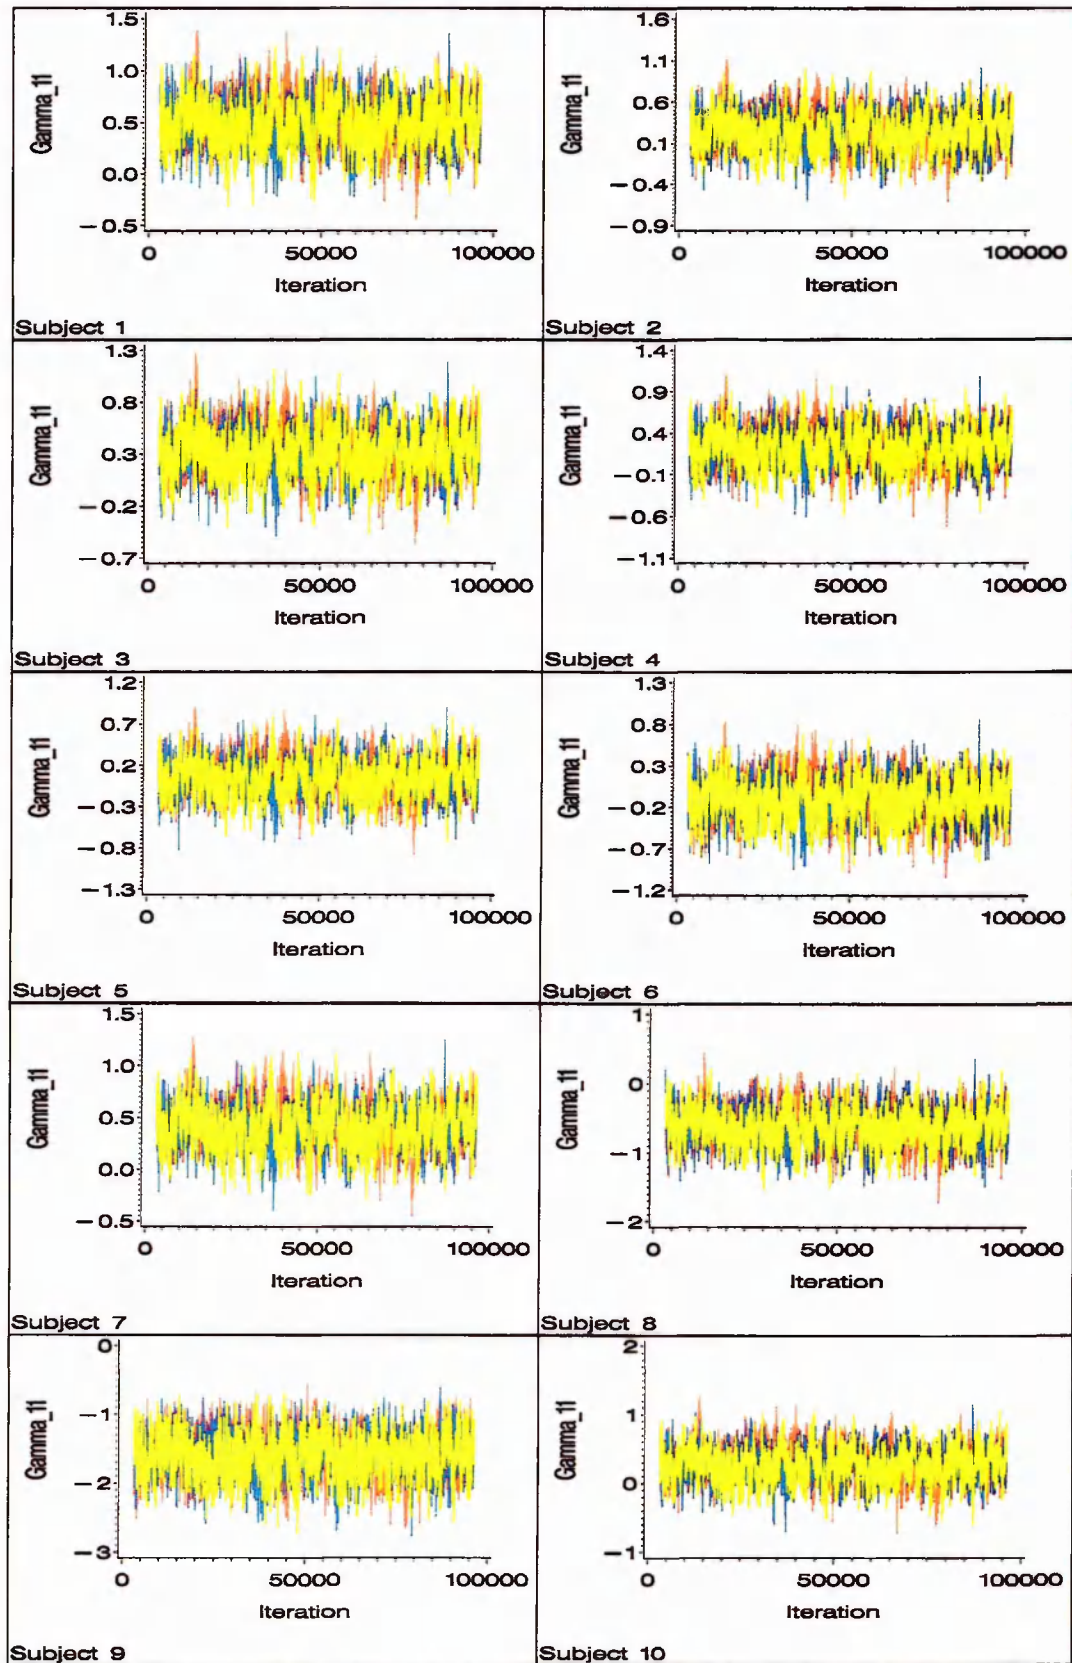 1.5
1.0
0.5
0.0
−0.5
Gamma_11
0 50000 100000
Iteration
Subject 1
1.6
1.1
0.6
0.1
−0.4
−0.9
Gamma_11
0 50000 100000
Iteration
Subject 2
1.3
0.8
0.3
−0.2
−0.7
Gamma_11
0 50000 100000
Iteration
Subject 3
1.4
0.9
0.4
−0.1
−0.6
−1.1
Gamma_11
0 50000 100000
Iteration
Subject 4
1.2
0.7
0.2
−0.3
−0.8
−1.3
Gamma_11
0 50000 100000
Iteration
Subject 5
1.3
0.8
0.3
−0.2
−0.7
−1.2
Gamma_11
0 50000 100000
Iteration
Subject 6
1.5
1.0
0.5
0.0
−0.5
Gamma_11
0 50000 100000
Iteration
Subject 7
1
0
−1
−2
Gamma_11
0 50000 100000
Iteration
Subject 8
0
−1
−2
−3
Gamma_11
0 50000 100000
Iteration
Subject 9
2
1
0
−1
Gamma_11
0 50000 100000
Iteration
Subject 10